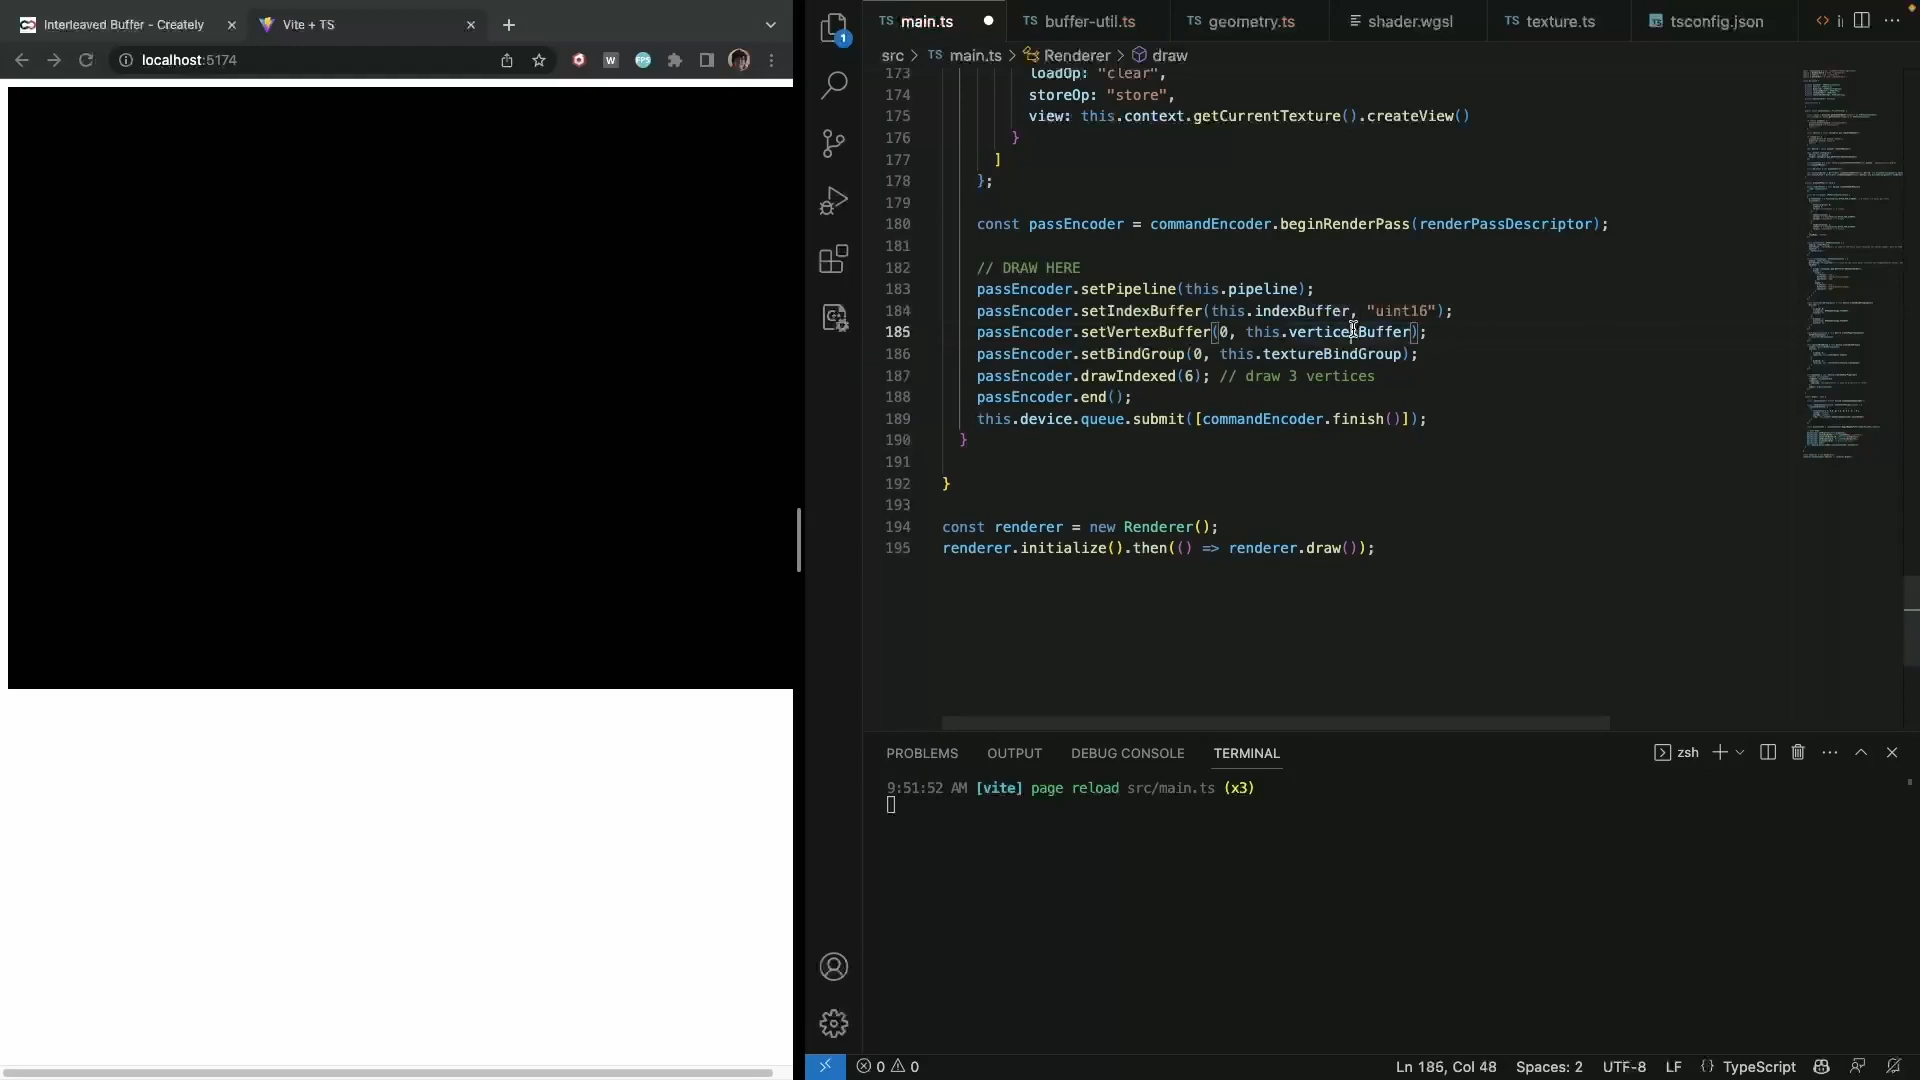 Interleaved Buffer - Creately
Vite + TS
localhost:5174
main.ts
TS buffer-util.ts
TS geometry.ts
shader.wgsl
TS texture.ts
tsconfig.json
src > TS main.ts > Renderer > draw
173 loadOp: "clear",
174 storeOp: "store",
175 view: this.context.getCurrentTexture().createView()
176 }
177 ]
178 };
179
180 const passEncoder = commandEncoder.beginRenderPass(renderPassDescriptor);
181
182 // DRAW HERE
183 passEncoder.setPipeline(this.pipeline);
184 passEncoder.setIndexBuffer(this.indexBuffer, "uint16");
185 passEncoder.setVertexBuffer(0, this.verticesBuffer);
186 passEncoder.setBindGroup(0, this.textureBindGroup);
187 passEncoder.drawIndexed(6); // draw 3 vertices
188 passEncoder.end();
189 this.device.queue.submit([commandEncoder.finish()]);
190 }
191
192 }
193
194 const renderer = new Renderer();
195 renderer.initialize().then(() => renderer.draw());
PROBLEMS OUTPUT DEBUG CONSOLE TERMINAL
zsh
9:51:52 AM [vite] page reload src/main.ts (x3)
0 0
Ln 185, Col 48 Spaces: 2 UTF-8 LF {} TypeScript